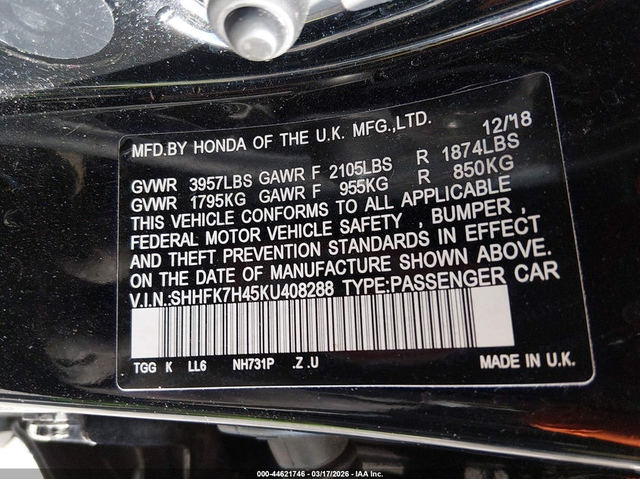 MFD.BY HONDA OF THE U.K. MFG.,LTD. 12/18
GVWR 3957LBS GAWR F 2105LBS R 1874LBS
GVWR 1795KG GAWR F 955KG R 850KG
THIS VEHICLE CONFORMS TO ALL APPLICABLE
FEDERAL MOTOR VEHICLE SAFETY , BUMPER ,
AND THEFT PREVENTION STANDARDS IN EFFECT
ON THE DATE OF MANUFACTURE SHOWN ABOVE.
V.I.N.:SHHFK7H45KU408288 TYPE:PASSENGER CAR
TGG K LL6 NH731P .Z .U MADE IN U.K.
000-44621746 - 03/17/2026 - IAA Inc.